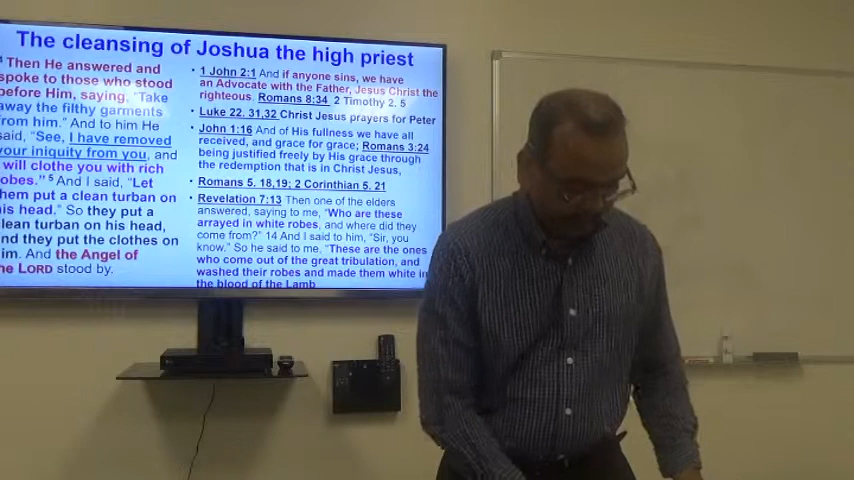 The cleansing of Joshua the high priest
4 Then He answered and
spoke to those who stood
before Him, saying, "Take
away the filthy garments
from him." And to him He
said, "See, I have removed
your iniquity from you, and
will clothe you with rich
robes." 5 And I said, "Let
them put a clean turban on
his head." So they put a
clean turban on his head,
and they put the clothes on
him. And the Angel of
the LORD stood by.
• 1 John 2:1 And if anyone sins, we have
an Advocate with the Father, Jesus Christ the
righteous. Romans 8:34 2 Timothy 2. 5
• Luke 22. 31,32 Christ Jesus prayers for Peter
• John 1:16 And of His fullness we have all
received, and grace for grace; Romans 3:24
being justified freely by His grace through
the redemption that is in Christ Jesus,
• Romans 5. 18,19; 2 Corinthian 5. 21
• Revelation 7:13 Then one of the elders
answered, saying to me, "Who are these
arrayed in white robes, and where did they
come from?" 14 And I said to him, "Sir, you
know." So he said to me, "These are the ones
who come out of the great tribulation, and
washed their robes and made them white in
the blood of the Lamb